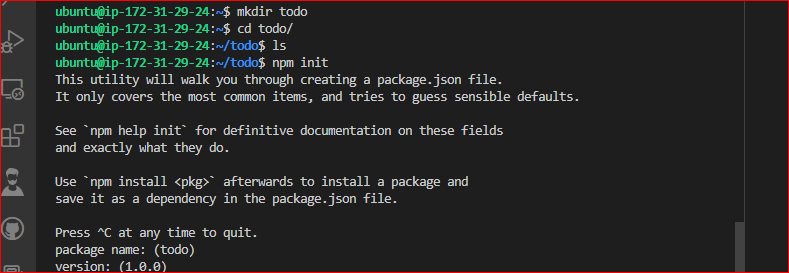 ubuntu@ip-172-31-29-24:~$ mkdir todo
ubuntu@ip-172-31-29-24:~$ cd todo/
ubuntu@ip-172-31-29-24:~/todo$ ls
ubuntu@ip-172-31-29-24:~/todo$ npm init
This utility will walk you through creating a package.json file.
It only covers the most common items, and tries to guess sensible defaults.
See `npm help init` for definitive documentation on these fields
and exactly what they do.
Use `npm install <pkg>` afterwards to install a package and
save it as a dependency in the package.json file.
Press ^C at any time to quit.
package name: (todo)
version: (1.0.0)